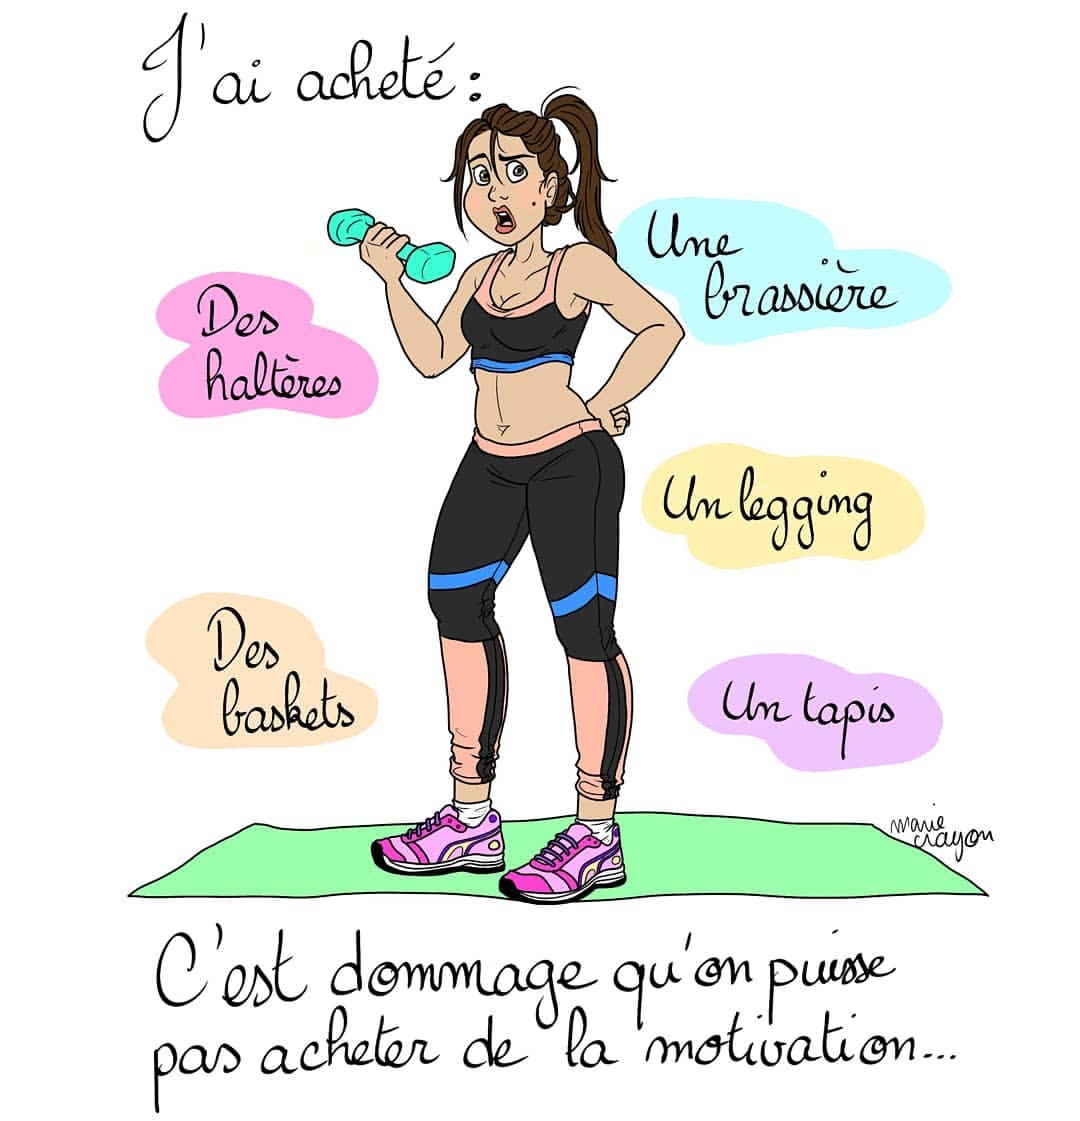 J'ai acheté :
Une
brassière
Des
haltères
Un legging
Des
baskets
Un tapis
marie
crayon
C'est dommage qu'on puisse
pas acheter de la motivation...